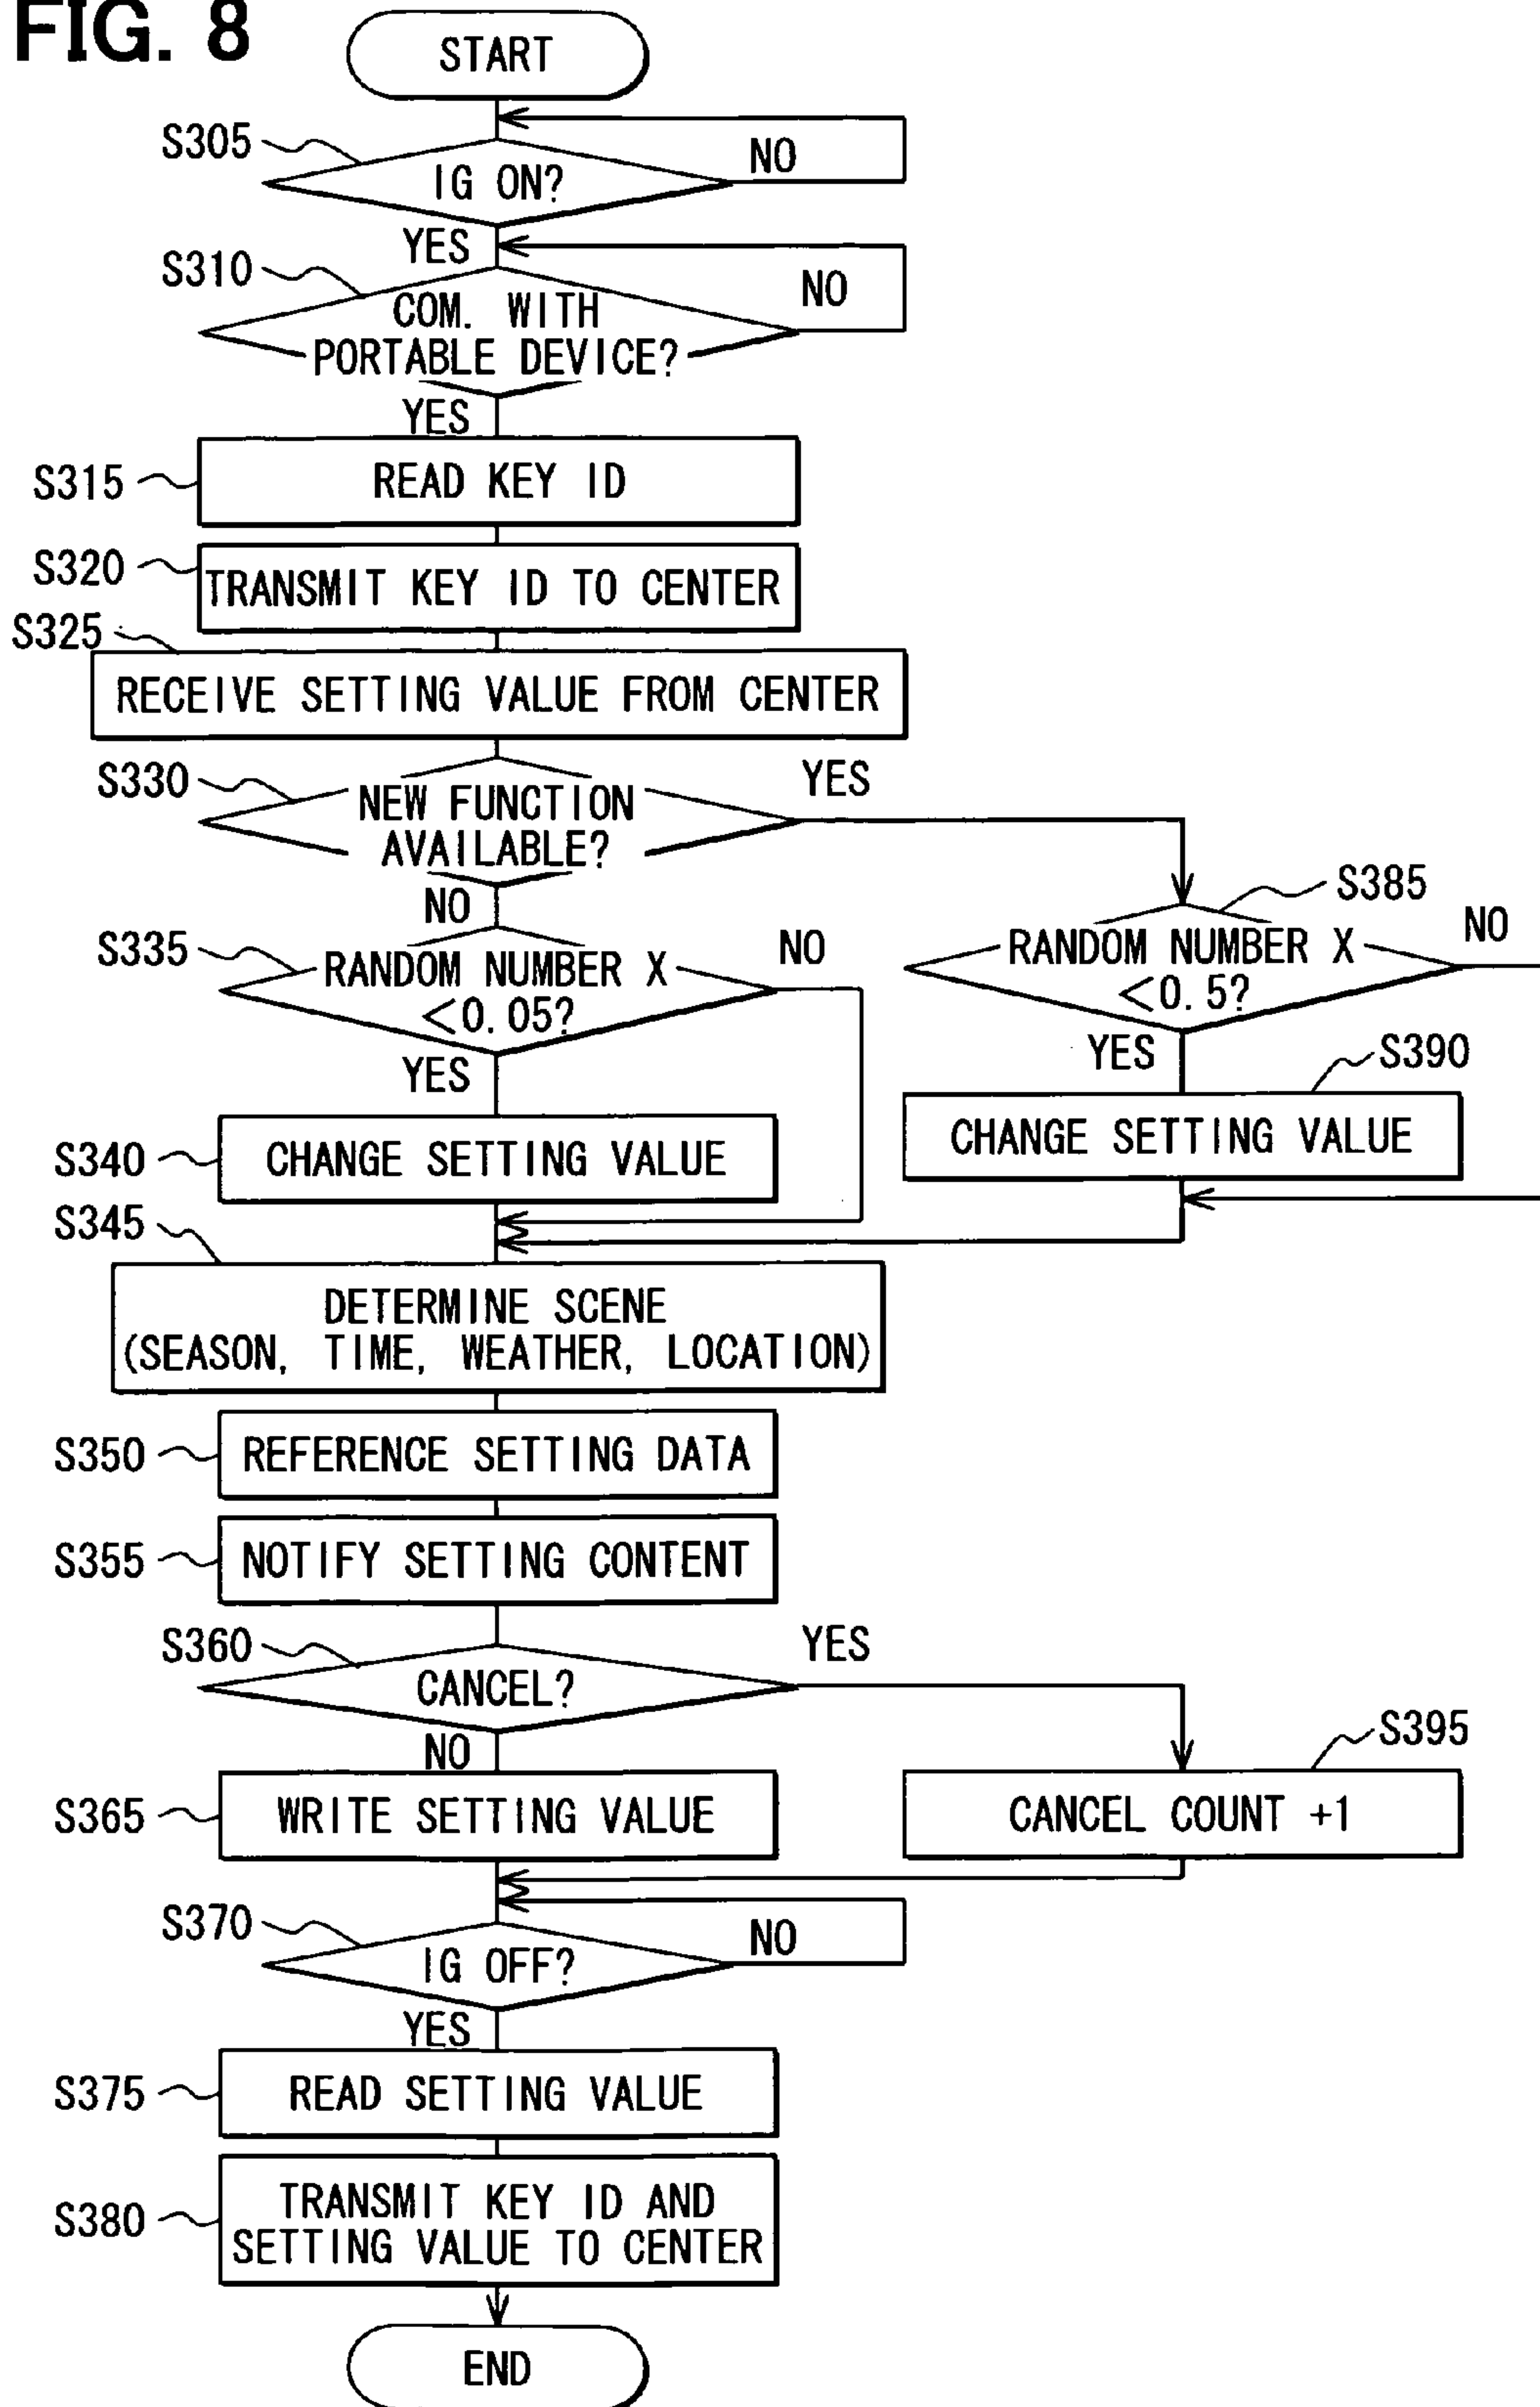 FIG. 8
START
S305
IG ON?
NO
YES
S310
COM. WITH
PORTABLE DEVICE?
NO
YES
S315
READ KEY ID
S320
TRANSMIT KEY ID TO CENTER
S325
RECEIVE SETTING VALUE FROM CENTER
S330
NEW FUNCTION
AVAILABLE?
YES
NO
S335
RANDOM NUMBER X
<0.05?
NO
YES
S385
RANDOM NUMBER X
<0.5?
NO
YES
S390
CHANGE SETTING VALUE
S340
CHANGE SETTING VALUE
S345
DETERMINE SCENE
(SEASON, TIME, WEATHER, LOCATION)
S350
REFERENCE SETTING DATA
S355
NOTIFY SETTING CONTENT
S360
CANCEL?
YES
NO
S365
WRITE SETTING VALUE
S395
CANCEL COUNT +1
S370
IG OFF?
NO
YES
S375
READ SETTING VALUE
S380
TRANSMIT KEY ID AND
SETTING VALUE TO CENTER
END